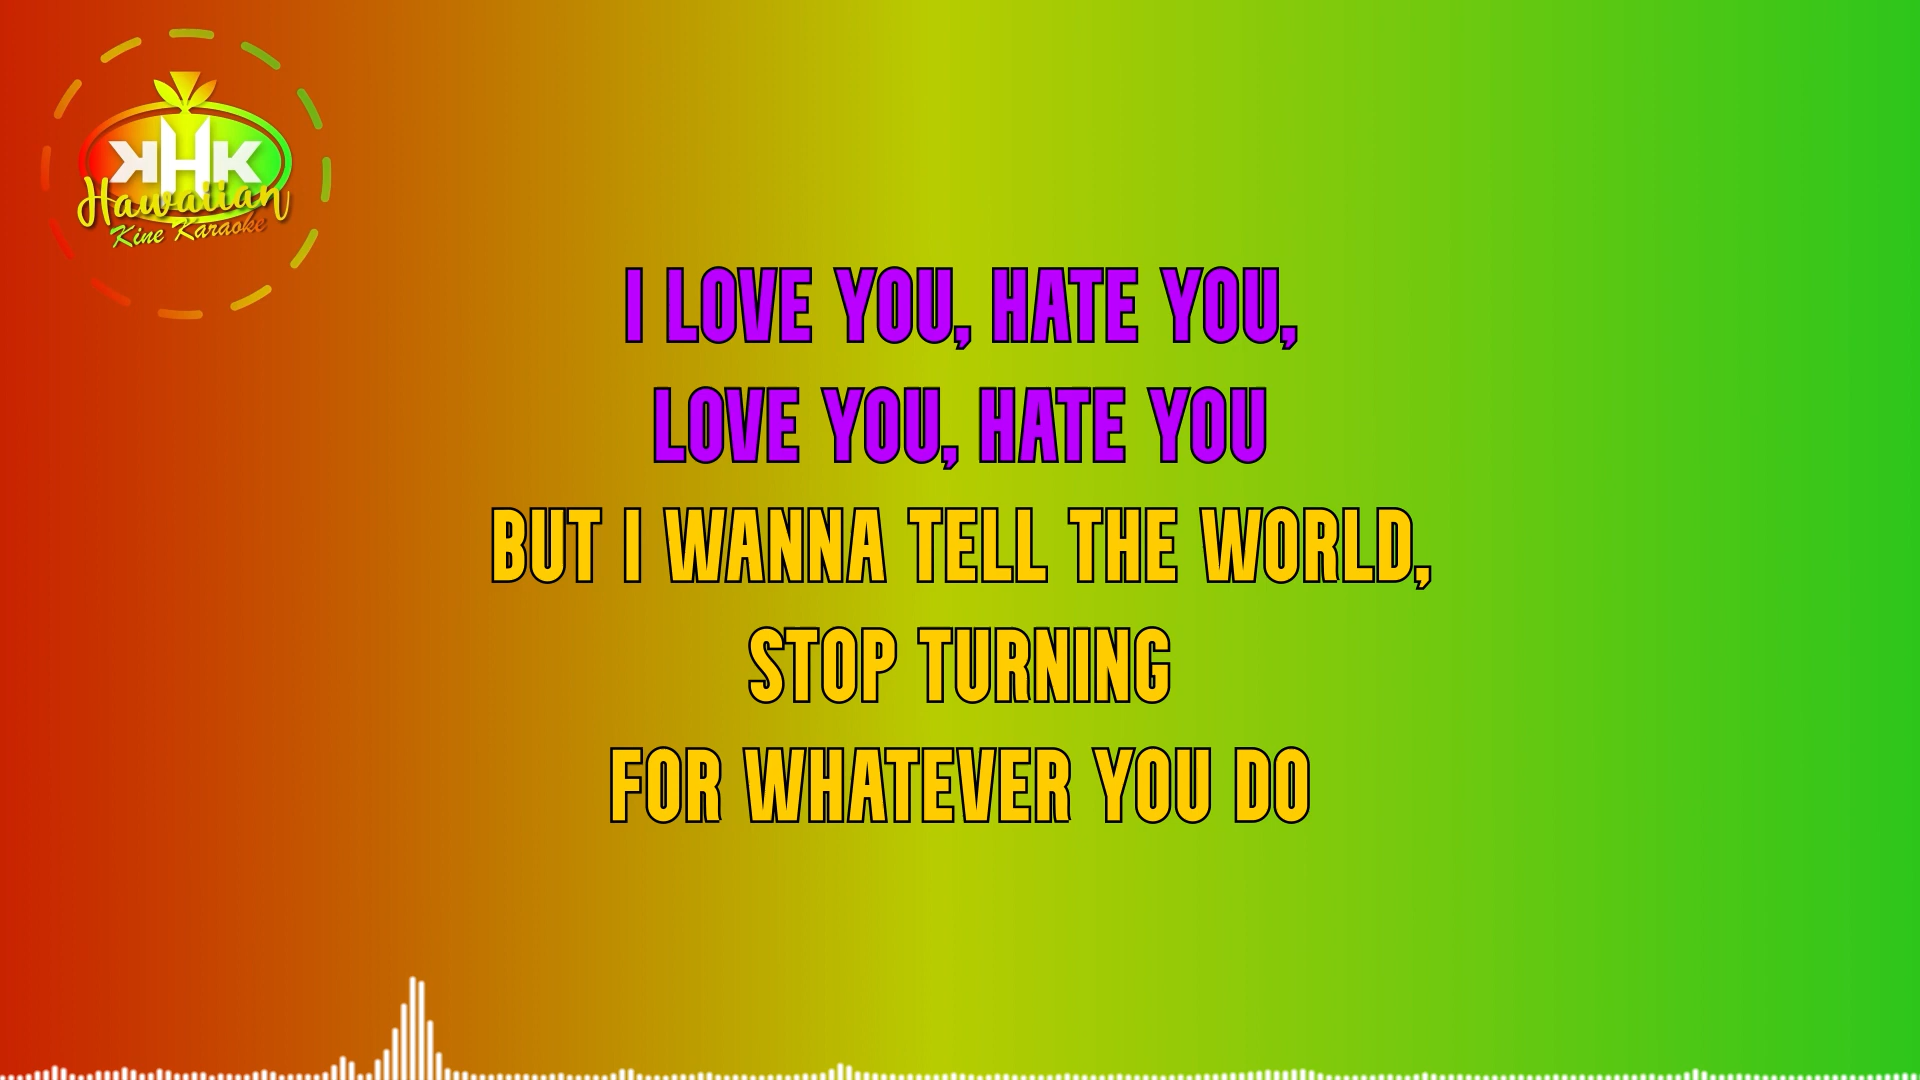 KHK
Hawaiian
Kine Karaoke
I LOVE YOU, HATE YOU,
LOVE YOU, HATE YOU
BUT I WANNA TELL THE WORLD,
STOP TURNING
FOR WHATEVER YOU DO